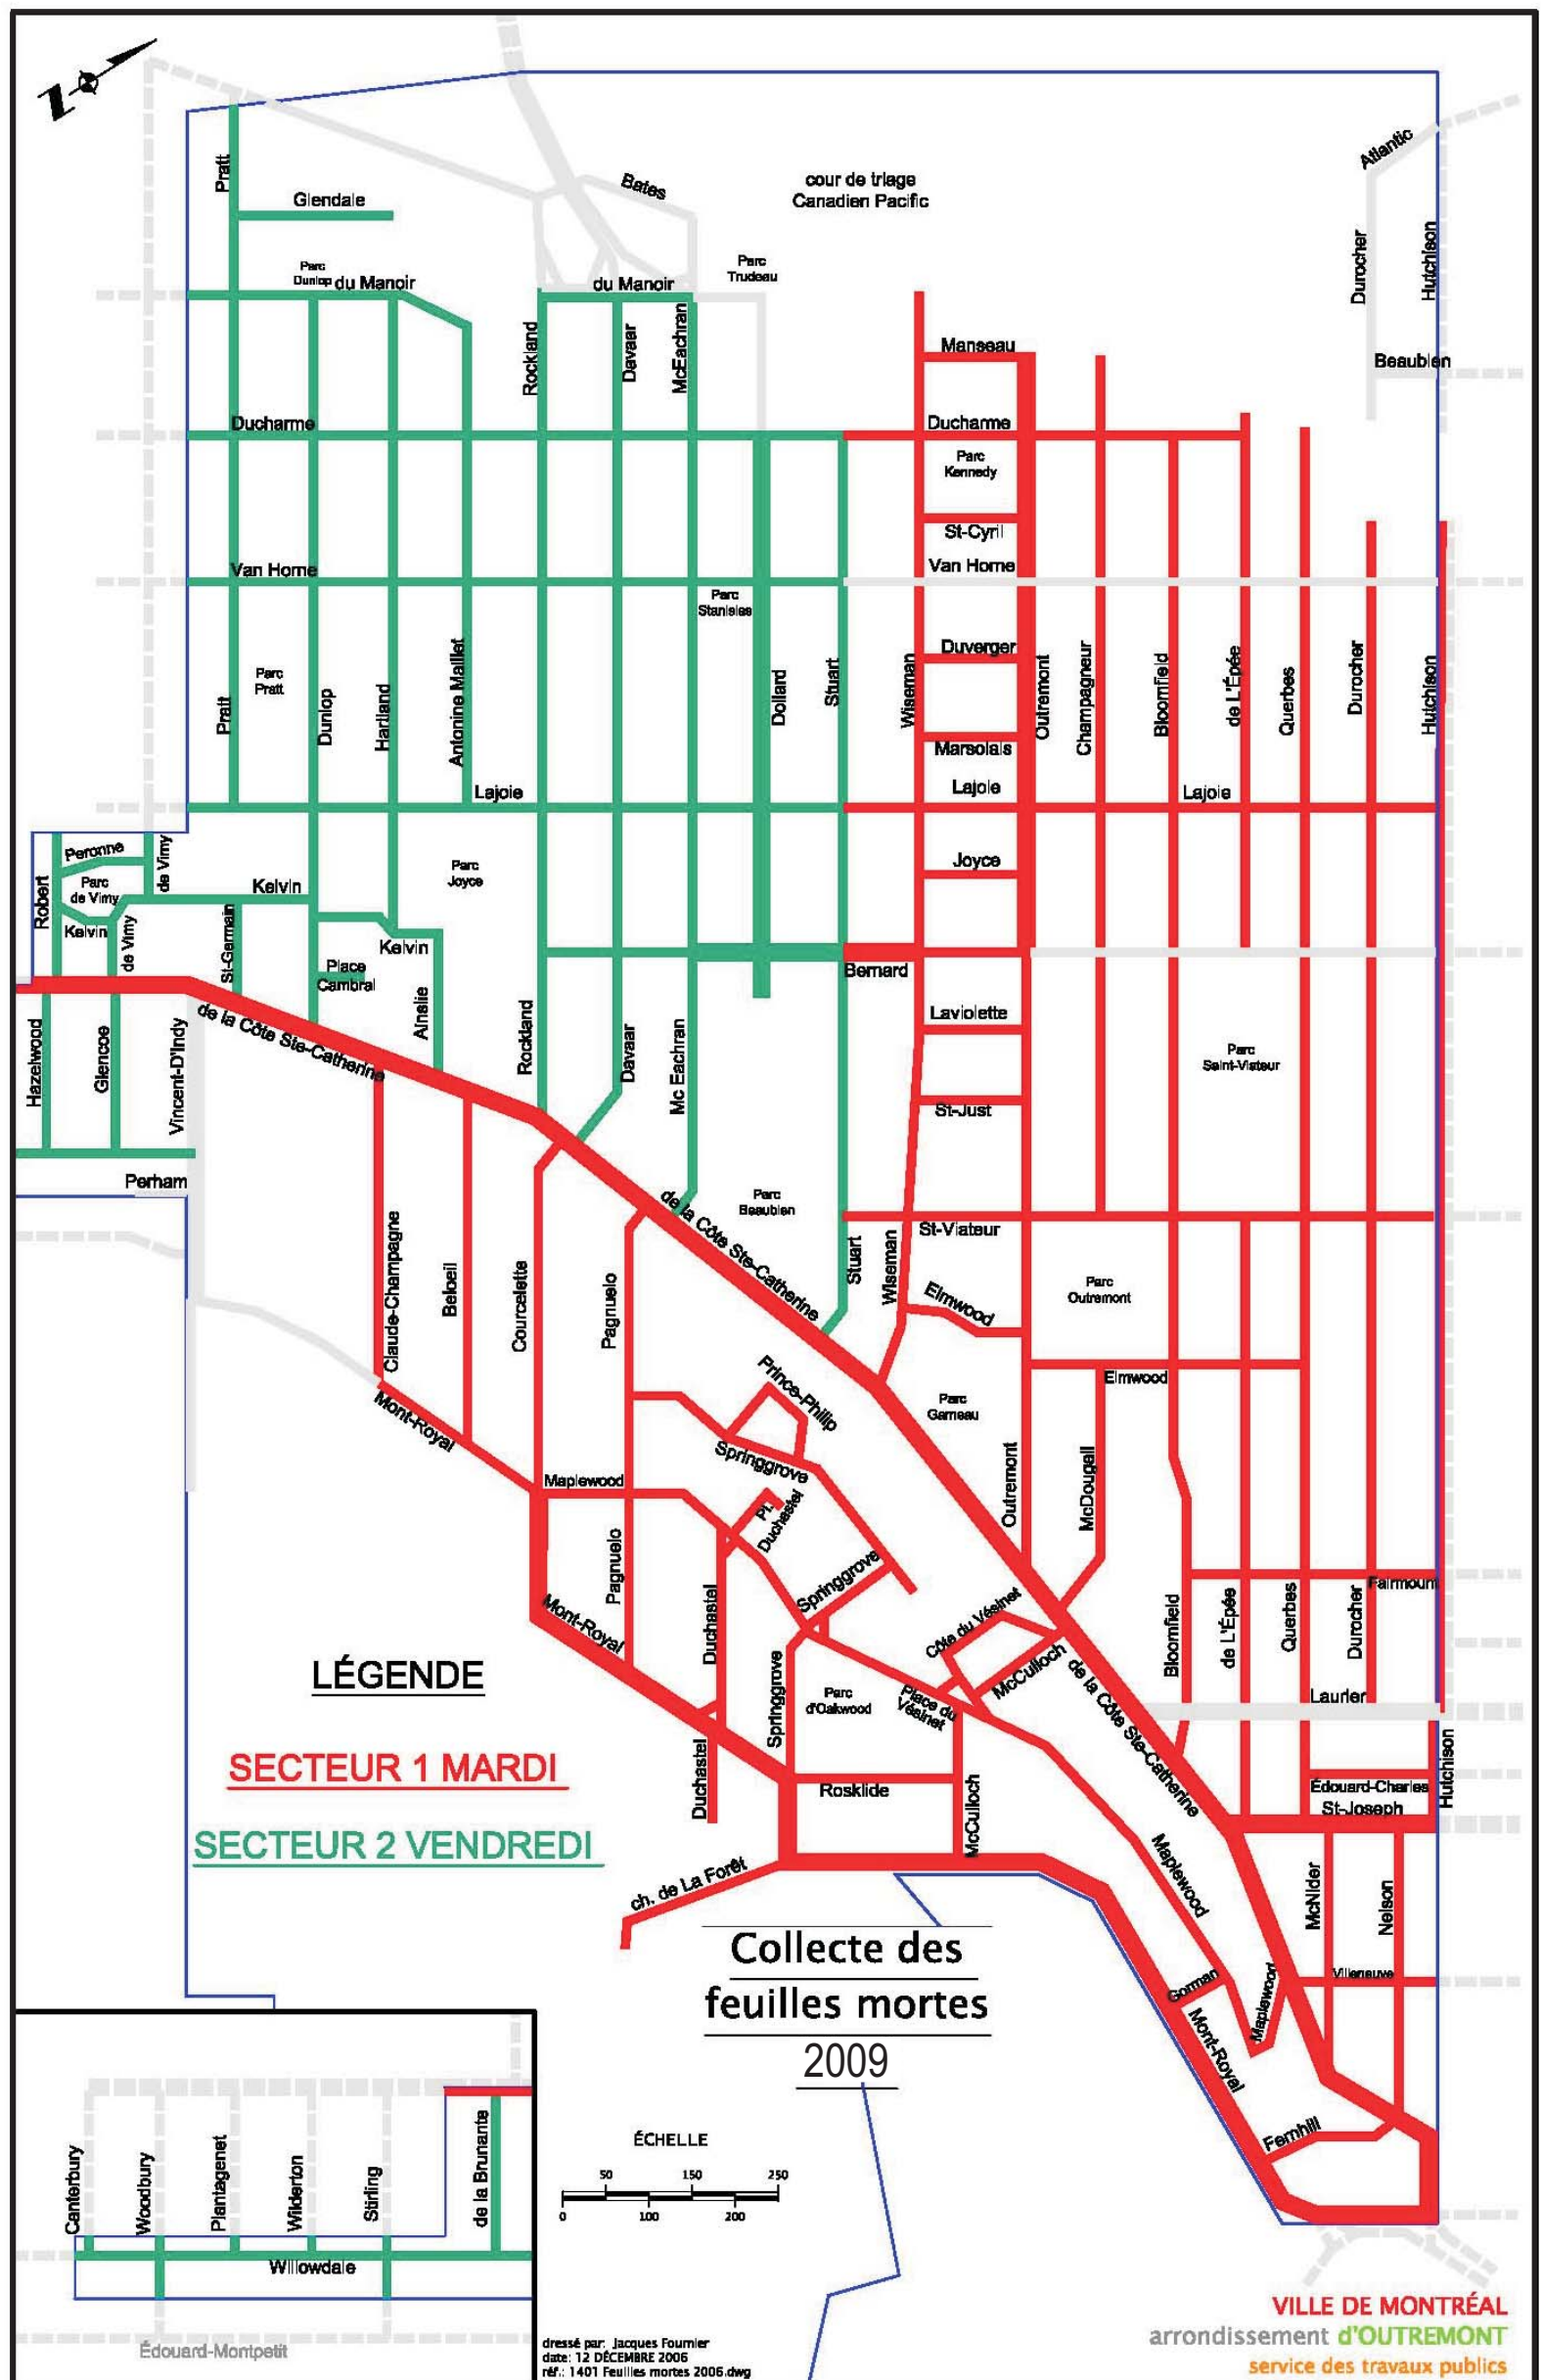 Z
Pratt
Glendale
Bates
cour de triage
Canadien Pacific
Atlantic
Parc
Dunlop
du Manoir
du Manoir
Parc
Trudeau
Durocher
Hutchison
Rockland
Davaar
McEachran
Manseau
Beaubien
Ducharme
Ducharme
Parc
Kennedy
St-Cyril
Van Horne
Van Horne
Parc
Stanislas
Pratt
Parc
Pratt
Dunlop
Hartland
Antonine Maillet
Dollard
Stuart
Wiseman
Duverger
Outremont
Champagneur
Bloomfield
de L'Épée
Querbes
Durocher
Hutchison
Marsolais
Lajoie
Lajoie
Lajoie
Peronne
de Vimy
Parc
Joyce
Joyce
Robert
Parc
de Vimy
Kelvin
Kelvin
de Vimy
St-Germain
Kelvin
Place
Cambrai
Bernard
Ainslie
Hazelwood
Glencoe
Vincent-D'Indy
de la Côte Ste-Catherine
Rockland
Davaar
Mc Eachran
Laviolette
Parc
Saint-Viateur
St-Just
Perham
de la Côte Ste-Catherine
Parc
Beaubien
Stuart
Wiseman
St-Viateur
Claude-Champagne
Beloeil
Courcelette
Pagnuelo
Elmwood
Parc
Outremont
Elmwood
Mont-Royal
Prince-Philip
Parc
Garneau
Springgrove
Outremont
McDougall
Maplewood
Pl.
Duchastel
Pagnuelo
Springgrove
Fairmount
Mont-Royal
Duchastel
Côte du Vésinet
Bloomfield
de L'Épée
Querbes
Durocher
McCulloch
de la Côte Ste-Catherine
LÉGENDE
Springgrove
Parc
d'Oakwood
Place du
Vésinet
Laurier
SECTEUR 1 MARDI
Duchastel
Rosklide
McCulloch
Édouard-Charles
St-Joseph
Hutchison
SECTEUR 2 VENDREDI
ch. de La Forêt
Maplewood
McNider
Nelson
Collecte des
feuilles mortes
2009
Gorman
Maplewood
Villeneuve
Mont-Royal
Fernhill
ÉCHELLE
50 150 250
0 100 200
Canterbury
Woodbury
Plantagenet
Wilderton
Stirling
de la Brunante
Willowdale
Édouard-Montpetit
dressé par: Jacques Fournier
date: 12 DÉCEMBRE 2006
réf.: 1401 Feuilles mortes 2006.dwg
VILLE DE MONTRÉAL
arrondissement d'OUTREMONT
service des travaux publics